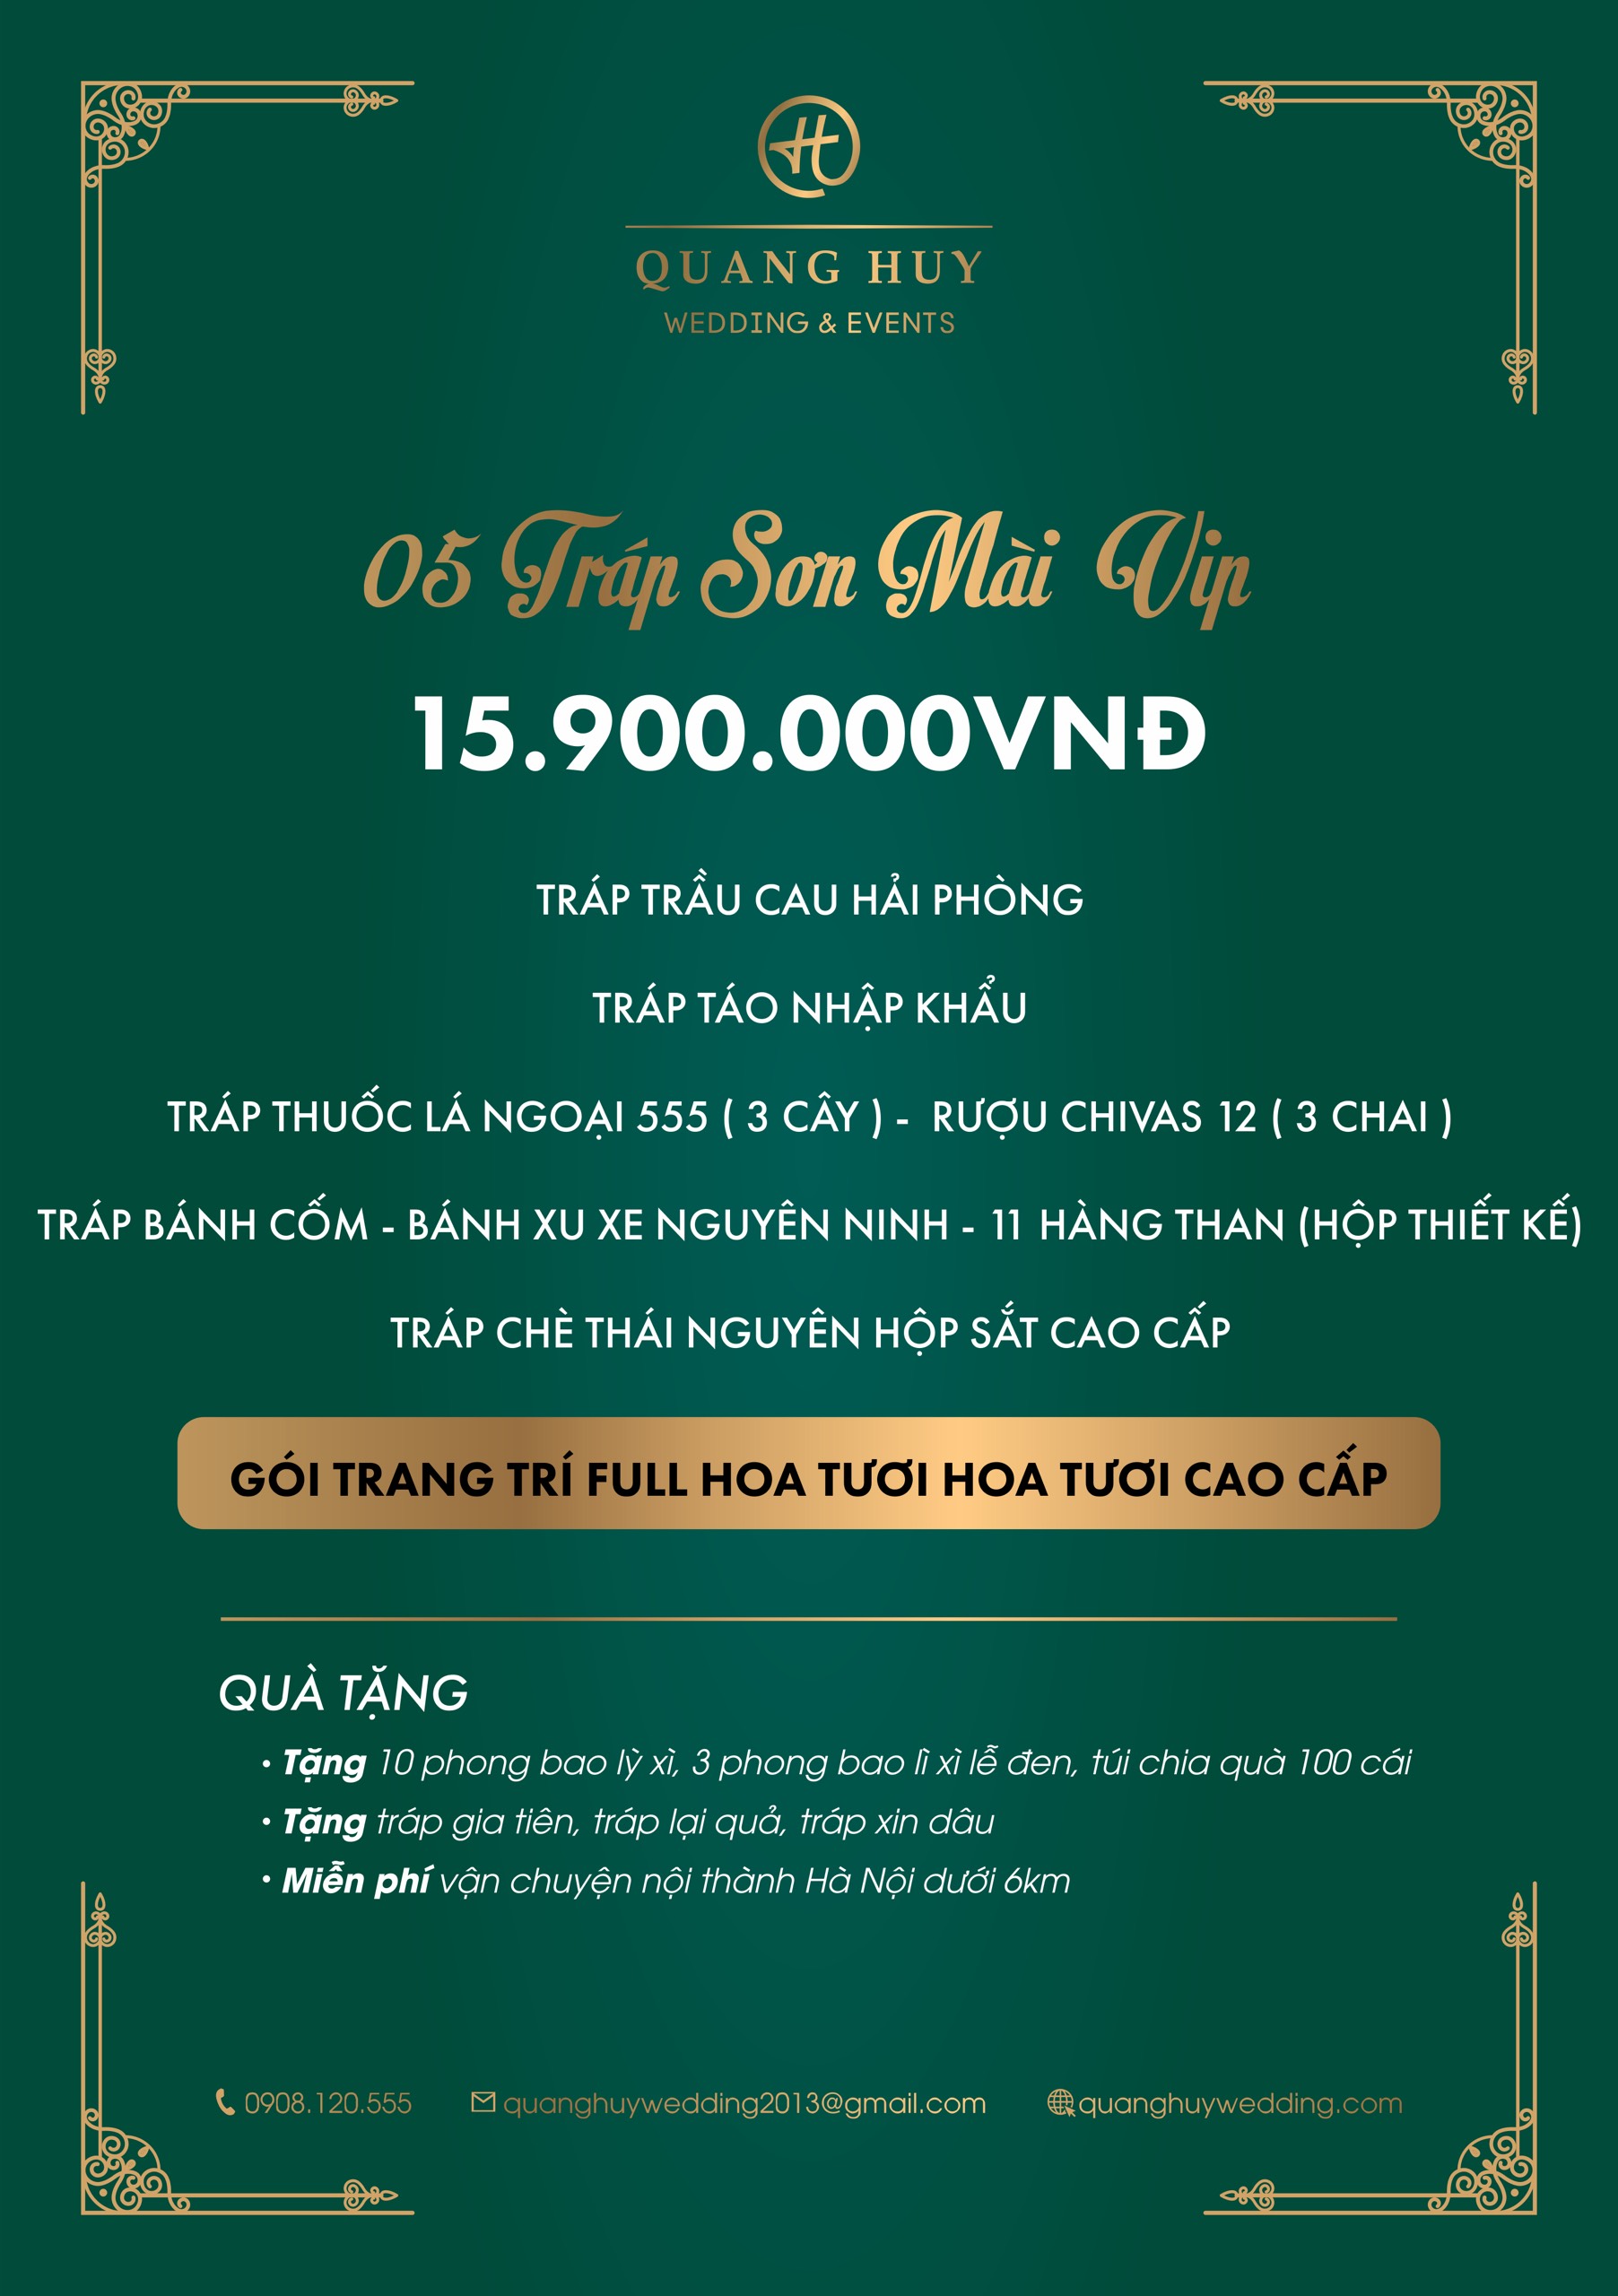 QUANG HUY
WEDDING & EVENTS
05 Tráp Sơn Mài Vip
15.900.000VNĐ
TRÁP TRẦU CAU HẢI PHÒNG
TRÁP TÁO NHẬP KHẨU
TRÁP THUỐC LÁ NGOẠI 555 ( 3 CÂY ) - RƯỢU CHIVAS 12 ( 3 CHAI )
TRÁP BÁNH CỐM - BÁNH XU XE NGUYÊN NINH - 11 HÀNG THAN (HỘP THIẾT KẾ)
TRÁP CHÈ THÁI NGUYÊN HỘP SẮT CAO CẤP
GÓI TRANG TRÍ FULL HOA TƯƠI HOA TƯƠI CAO CẤP
QUÀ TẶNG
• Tặng 10 phong bao lỳ xì, 3 phong bao lì xì lễ đen, túi chia quà 100 cái
• Tặng tráp gia tiên, tráp lại quả, tráp xin dâu
• Miễn phí vận chuyện nội thành Hà Nội dưới 6km
0908.120.555 quanghuywedding2013@gmail.com quanghuywedding.com